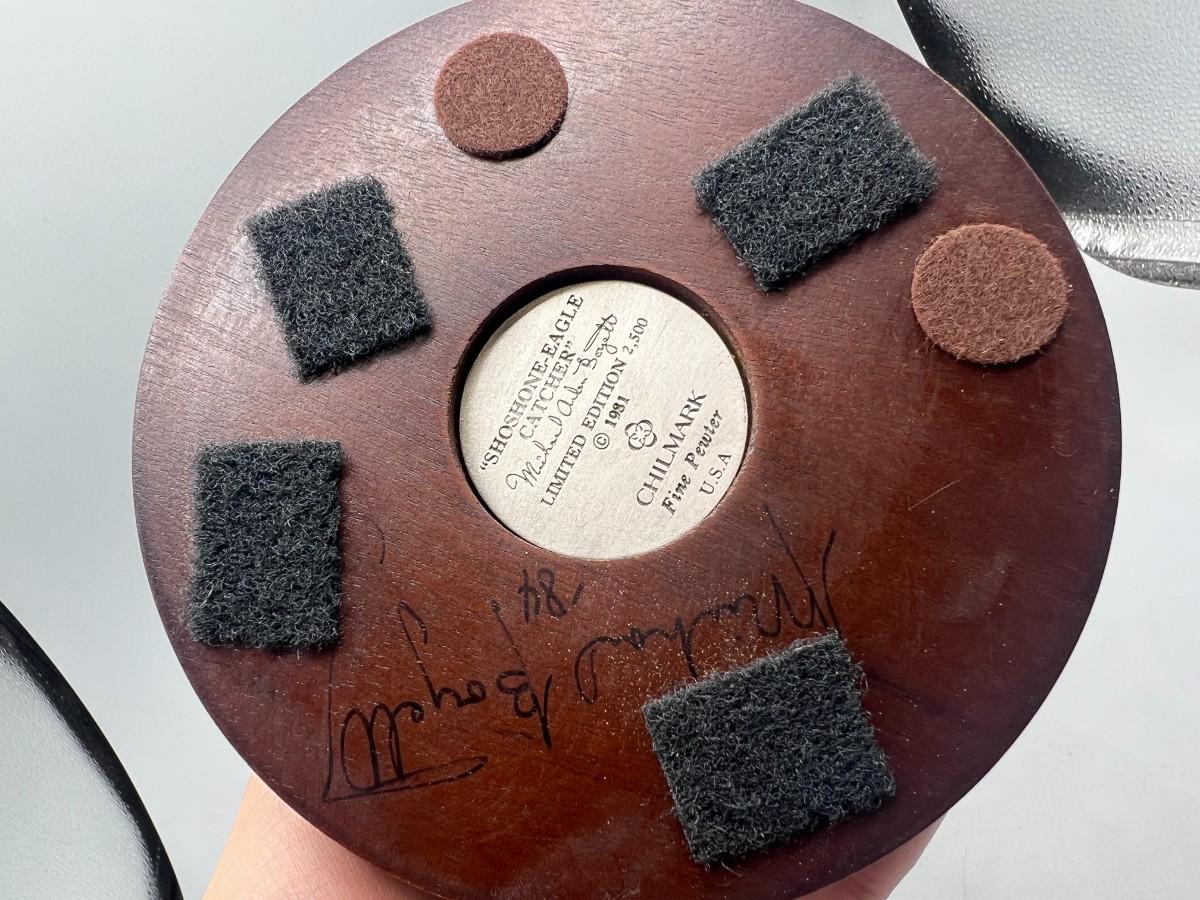 "SHOSHONE-EAGLE
CATCHER"
Michael Alan Boyett
LIMITED EDITION 2,500
© 1981
CHILMARK
Fine Pewter
U.S.A
Michael Boyett
'84